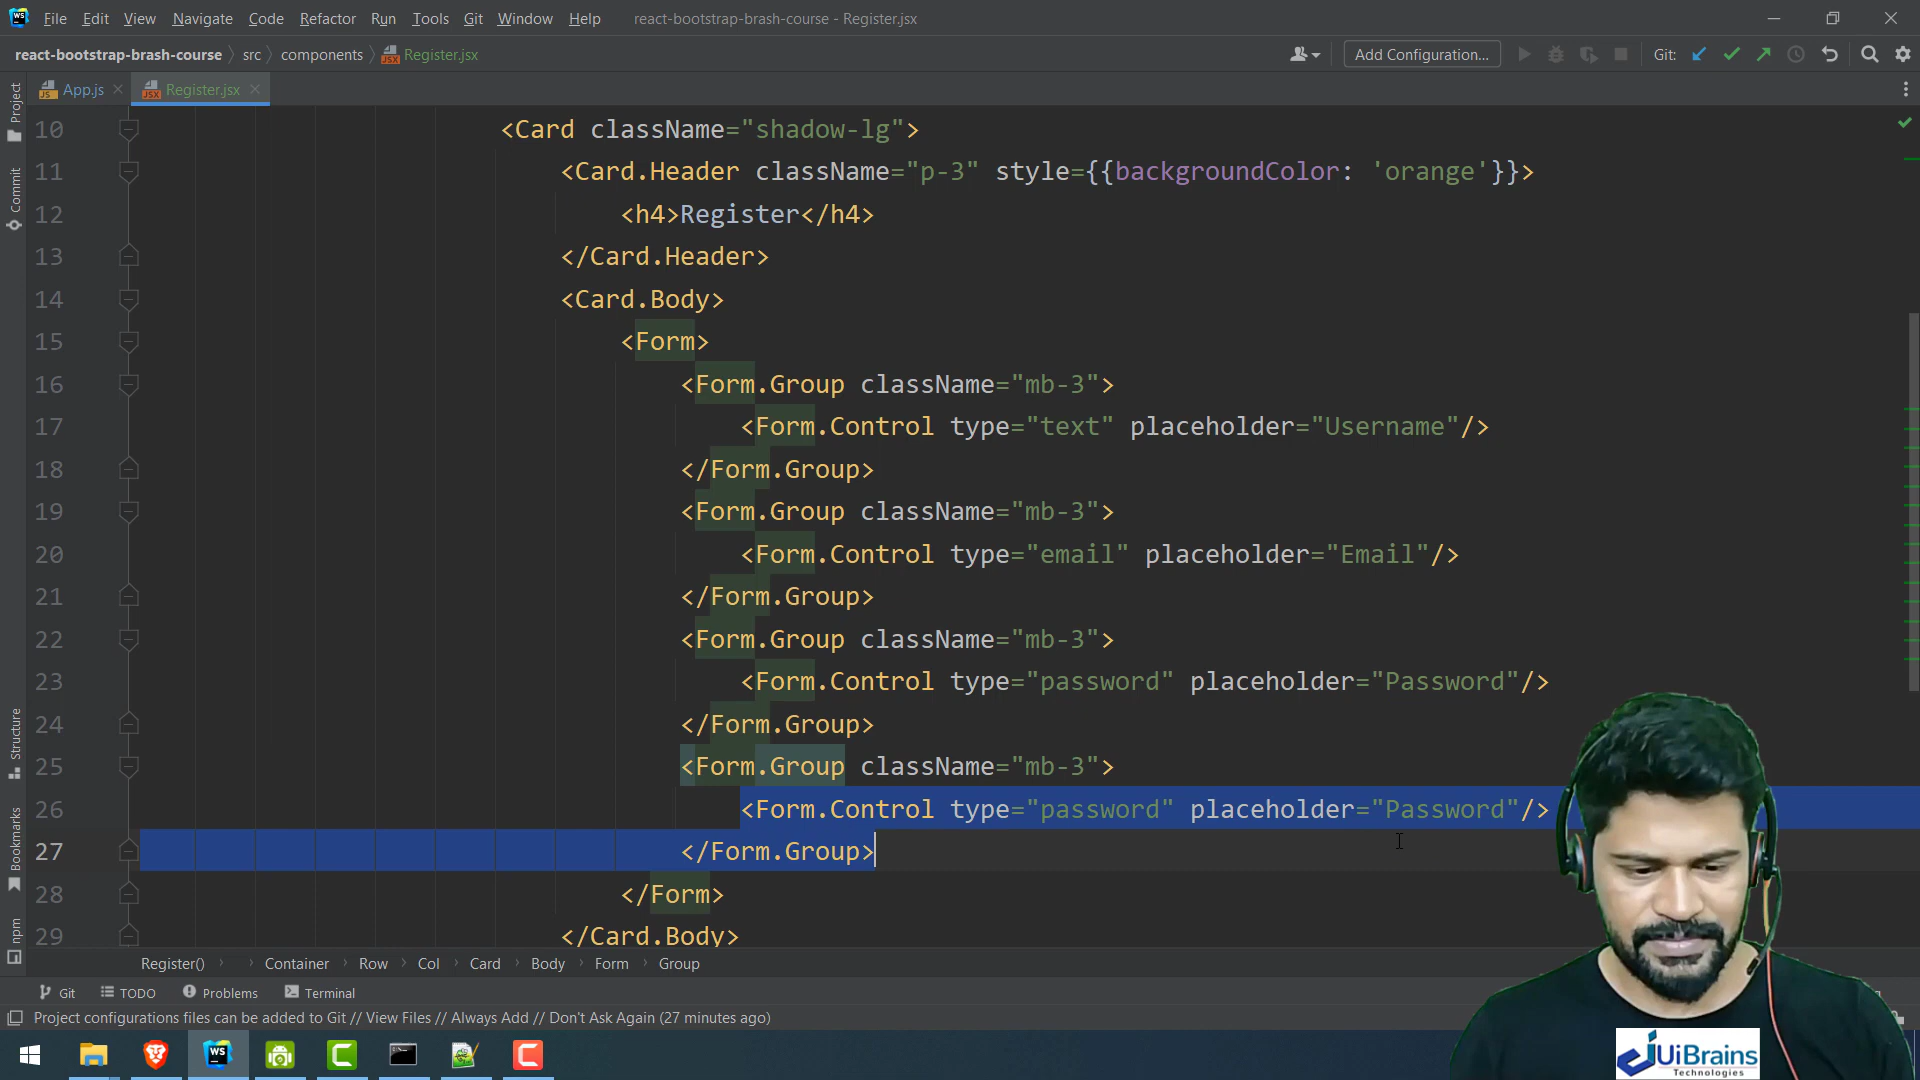 File Edit View Navigate Code Refactor Run Tools Git Window Help react-bootstrap-brash-course - Register.jsx
react-bootstrap-brash-course src components Register.jsx Add Configuration... Git:
App.js Register.jsx
Project
Commit
Structure
Bookmarks
npm
10 <Card className="shadow-lg">
11 <Card.Header className="p-3" style={{backgroundColor: 'orange'}}>
12 <h4>Register</h4>
13 </Card.Header>
14 <Card.Body>
15 <Form>
16 <Form.Group className="mb-3">
17 <Form.Control type="text" placeholder="Username"/>
18 </Form.Group>
19 <Form.Group className="mb-3">
20 <Form.Control type="email" placeholder="Email"/>
21 </Form.Group>
22 <Form.Group className="mb-3">
23 <Form.Control type="password" placeholder="Password"/>
24 </Form.Group>
25 <Form.Group className="mb-3">
26 <Form.Control type="password" placeholder="Password"/>
27 </Form.Group>
28 </Form>
29 </Card.Body>
Register() Container Row Col Card Body Form Group
Git TODO Problems Terminal
Project configurations files can be added to Git // View Files // Always Add // Don't Ask Again (27 minutes ago)
UiBrains
Technologies